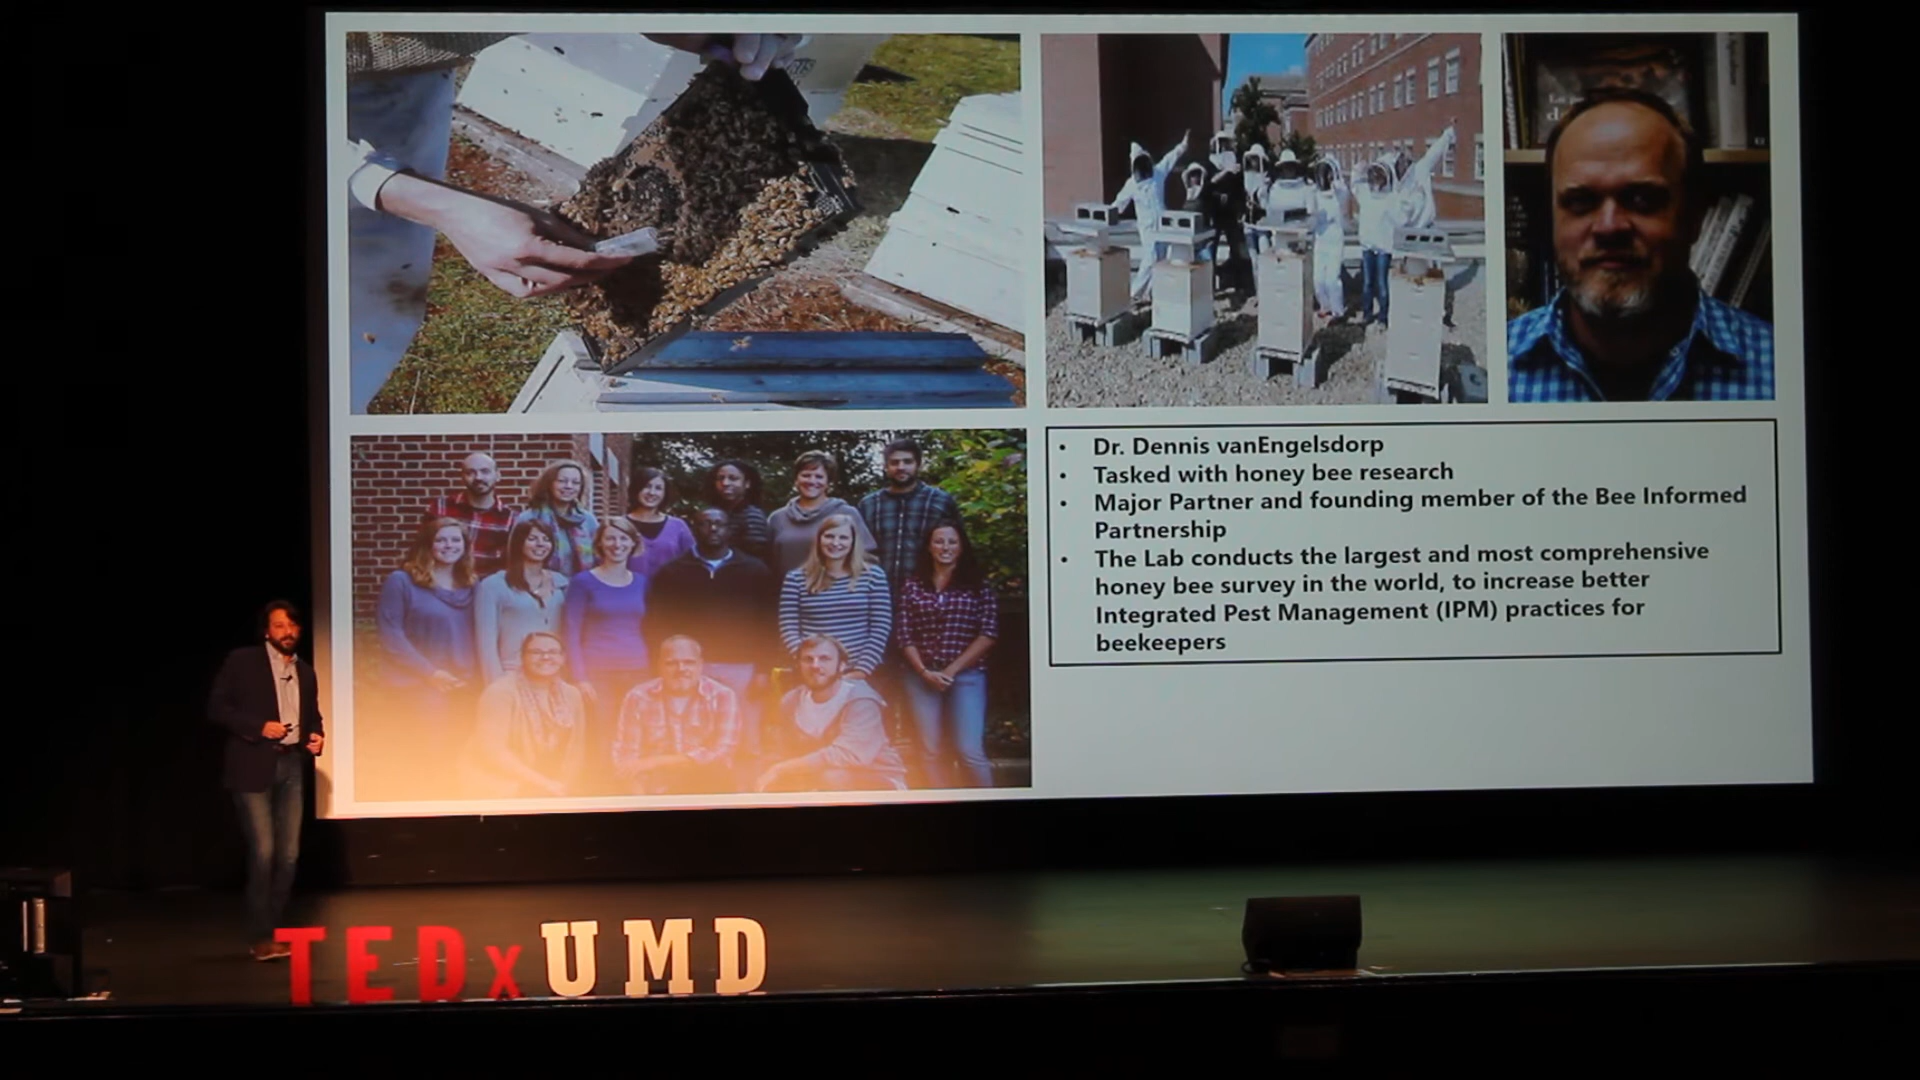 • Dr. Dennis vanEngelsdorp
• Tasked with honey bee research
• Major Partner and founding member of the Bee Informed
Partnership
• The Lab conducts the largest and most comprehensive
honey bee survey in the world, to increase better
Integrated Pest Management (IPM) practices for
beekeepers
TEDxUMD